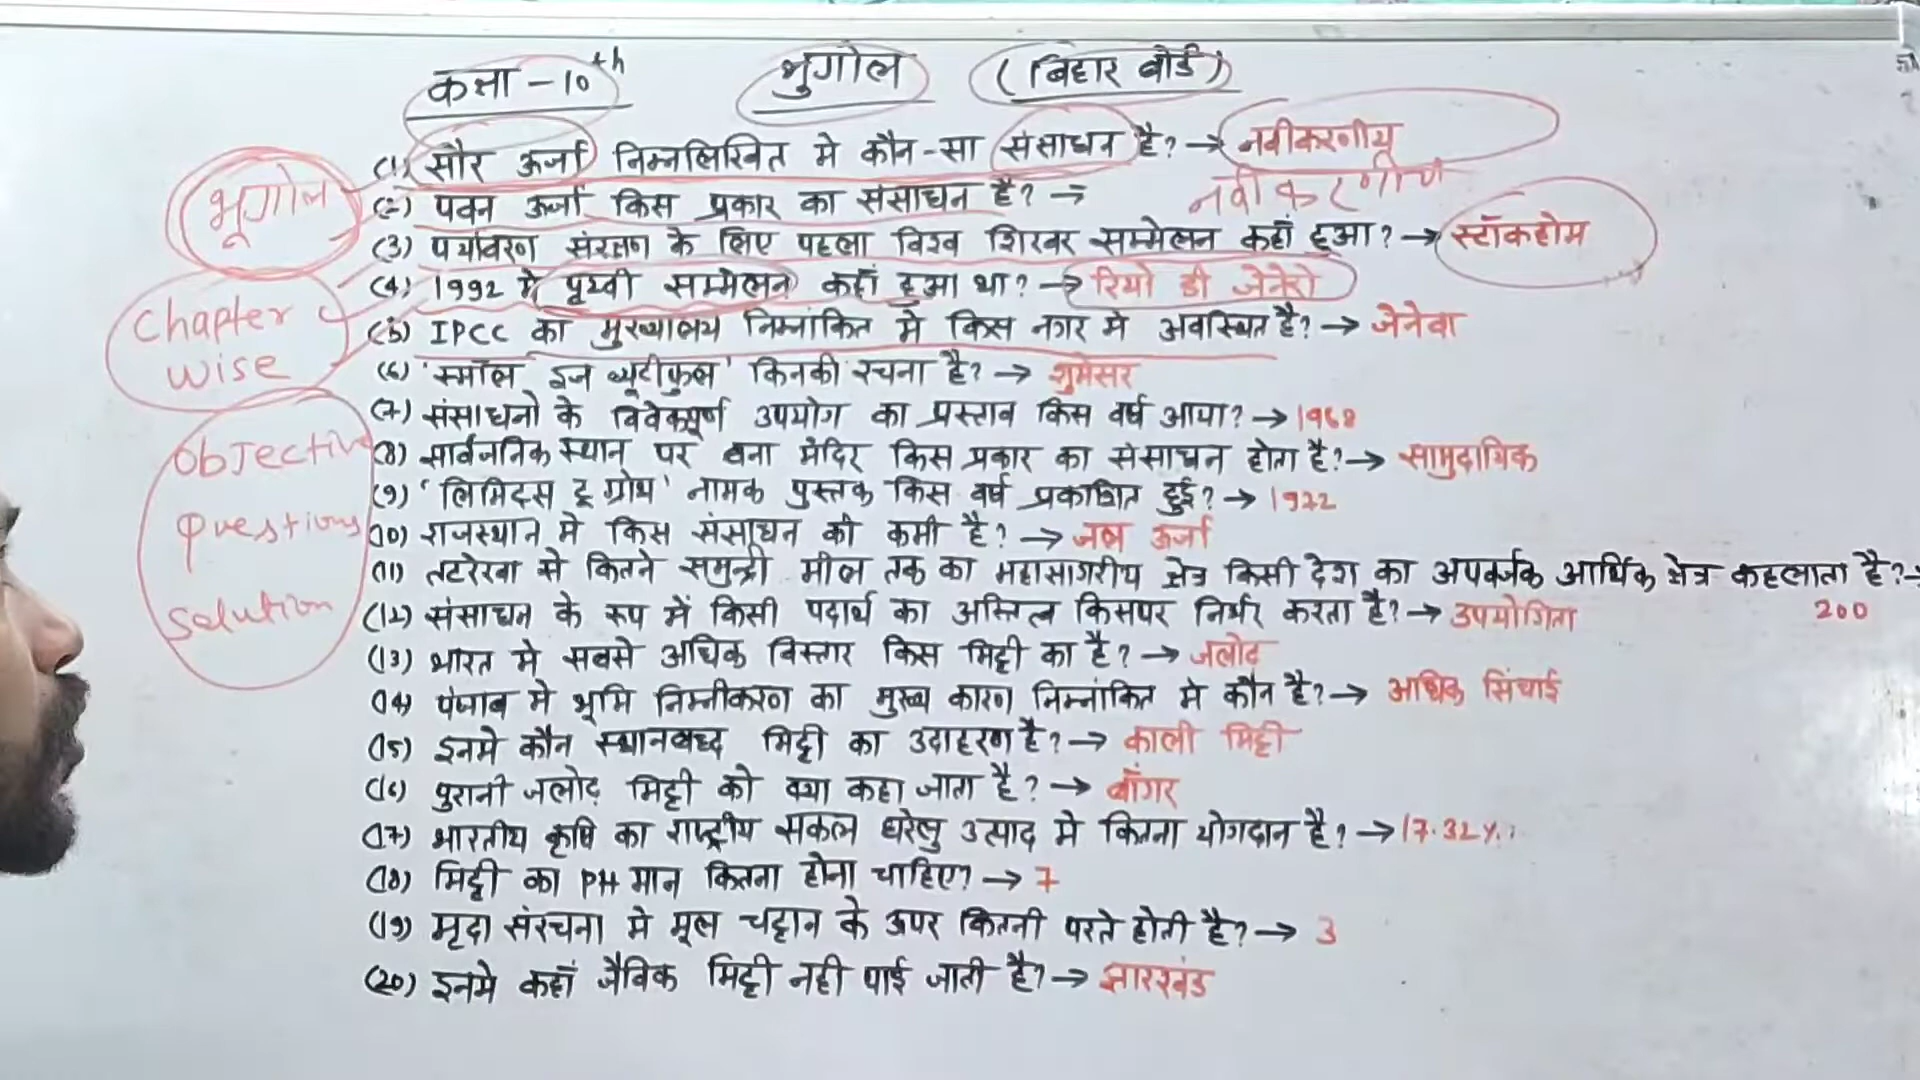 कक्षा - 10th भुगोल (बिहार बोर्ड)
(1) सौर ऊर्जा निम्नलिखित मे कौन-सा संसाधन है? → नवीकरणीय
(2) पवन ऊर्जा किस प्रकार का संसाधन है? → नवीकरणीय
(3) पर्यावरण संरक्षण के लिए पहला विश्व शिखर सम्मेलन कहाँ हुआ? → स्टॉकहोम
(4) 1992 मे पृथ्वी सम्मेलन कहाँ हुआ था? → रियो डी जेनेरो
(5) IPCC का मुख्यालय निम्नांकित मे किस नगर मे अवस्थित है? → जेनेवा
(6) 'स्मॉल इज ब्यूटीफुल' किनकी रचना है? → शुमेसर
(7) संसाधनो के विवेकपूर्ण उपयोग का प्रस्ताव किस वर्ष आया? → 1968
(8) सार्वजनिक स्थान पर बना मंदिर किस प्रकार का संसाधन होता है? → सामुदायिक
(9) 'लिमिट्स टू ग्रोथ' नामक पुस्तक किस वर्ष प्रकाशित हुई? → 1972
(10) राजस्थान मे किस संसाधन की कमी है? → जल ऊर्जा
(11) तटरेखा से कितने समुन्द्री मील तक का महासागरीय क्षेत्र किसी देश का अपवर्जक आर्थिक क्षेत्र कहलाता है? →
200
(12) संसाधन के रूप में किसी पदार्थ का अस्तित्व किसपर निर्भर करता है? → उपयोगिता
(13) भारत मे सबसे अधिक विस्तार किस मिट्टी का है? → जलोढ़
(14) पंजाब मे भूमि निम्नीकरण का मुख्य कारण निम्नांकित मे कौन है? → अधिक सिंचाई
(15) इनमे कौन स्थानबध्द मिट्टी का उदाहरण है? → काली मिट्टी
(16) पुरानी जलोढ़ मिट्टी को क्या कहा जाता है? → बाँगर
(17) भारतीय कृषि का राष्ट्रीय सकल घरेलु उत्पाद मे कितना योगदान है? → 17.32%
(18) मिट्टी का PH मान कितना होना चाहिए? → 7
(19) मृदा संरचना मे मूल चट्टान के ऊपर कितनी परते होती है? → 3
(20) इनमे कहाँ जैविक मिट्टी नही पाई जाती है? → झारखंड
भूगोल
Chapter
wise
Objective
Questions
Solution